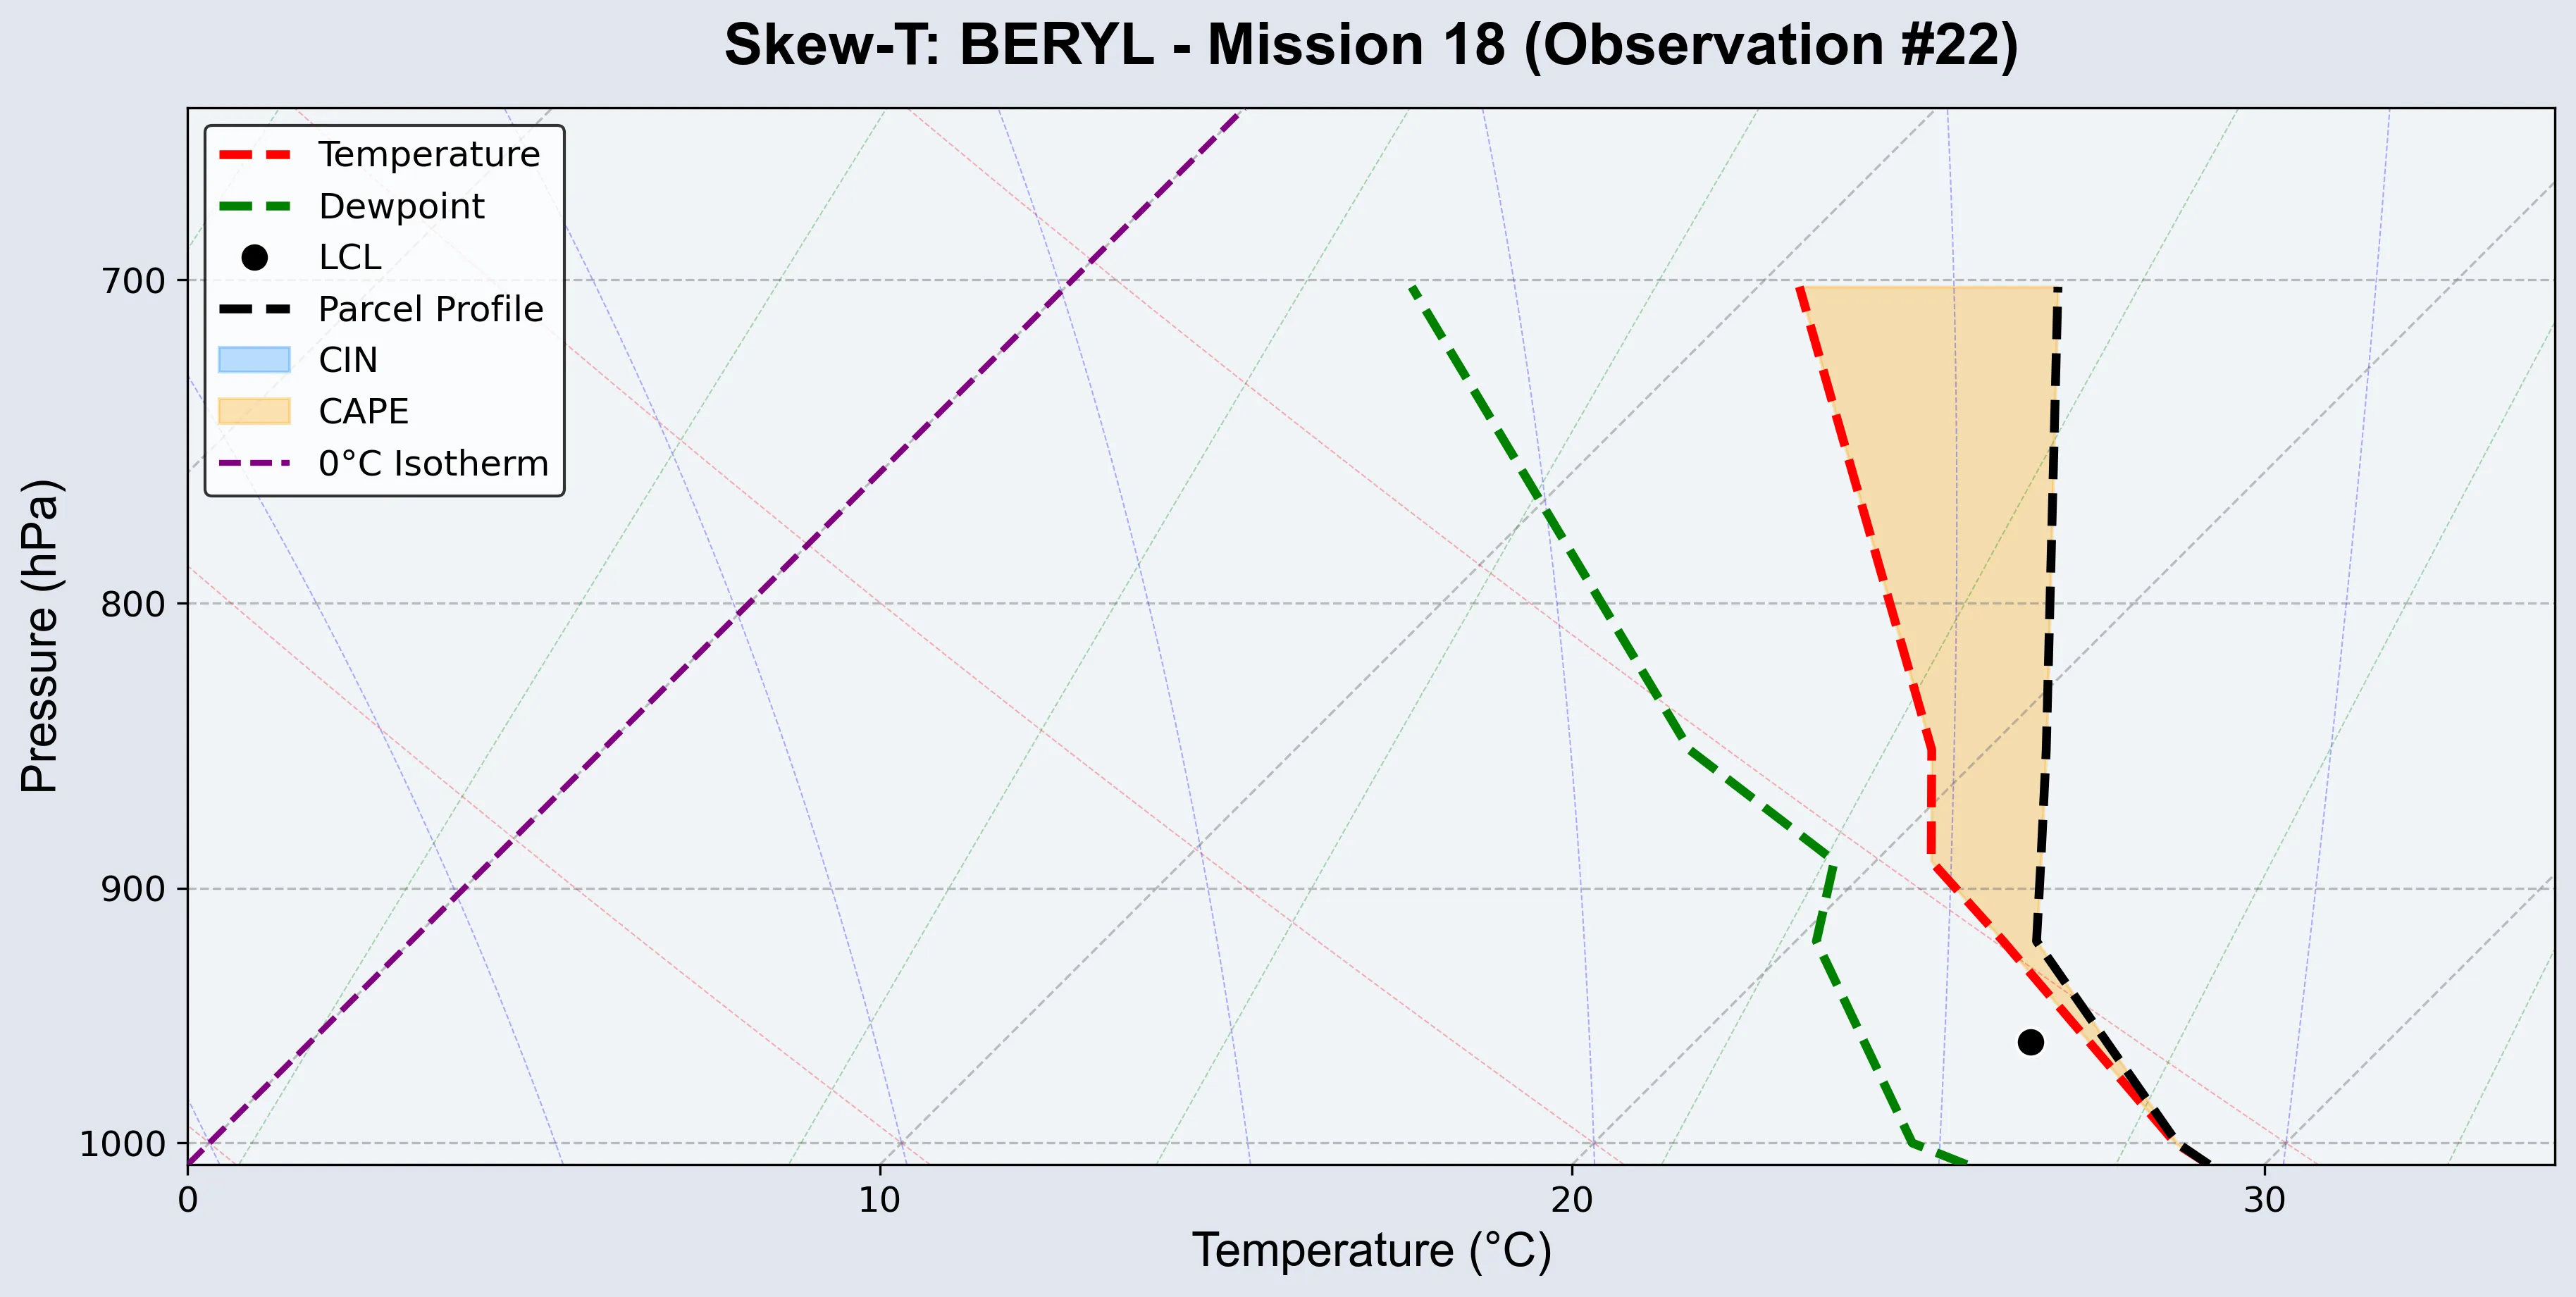 Skew-T: BERYL - Mission 18 (Observation #22)
Temperature
Dewpoint
LCL
Parcel Profile
CIN
CAPE
0°C Isotherm
Pressure (hPa)
700
800
900
1000
0
10
20
30
Temperature (°C)